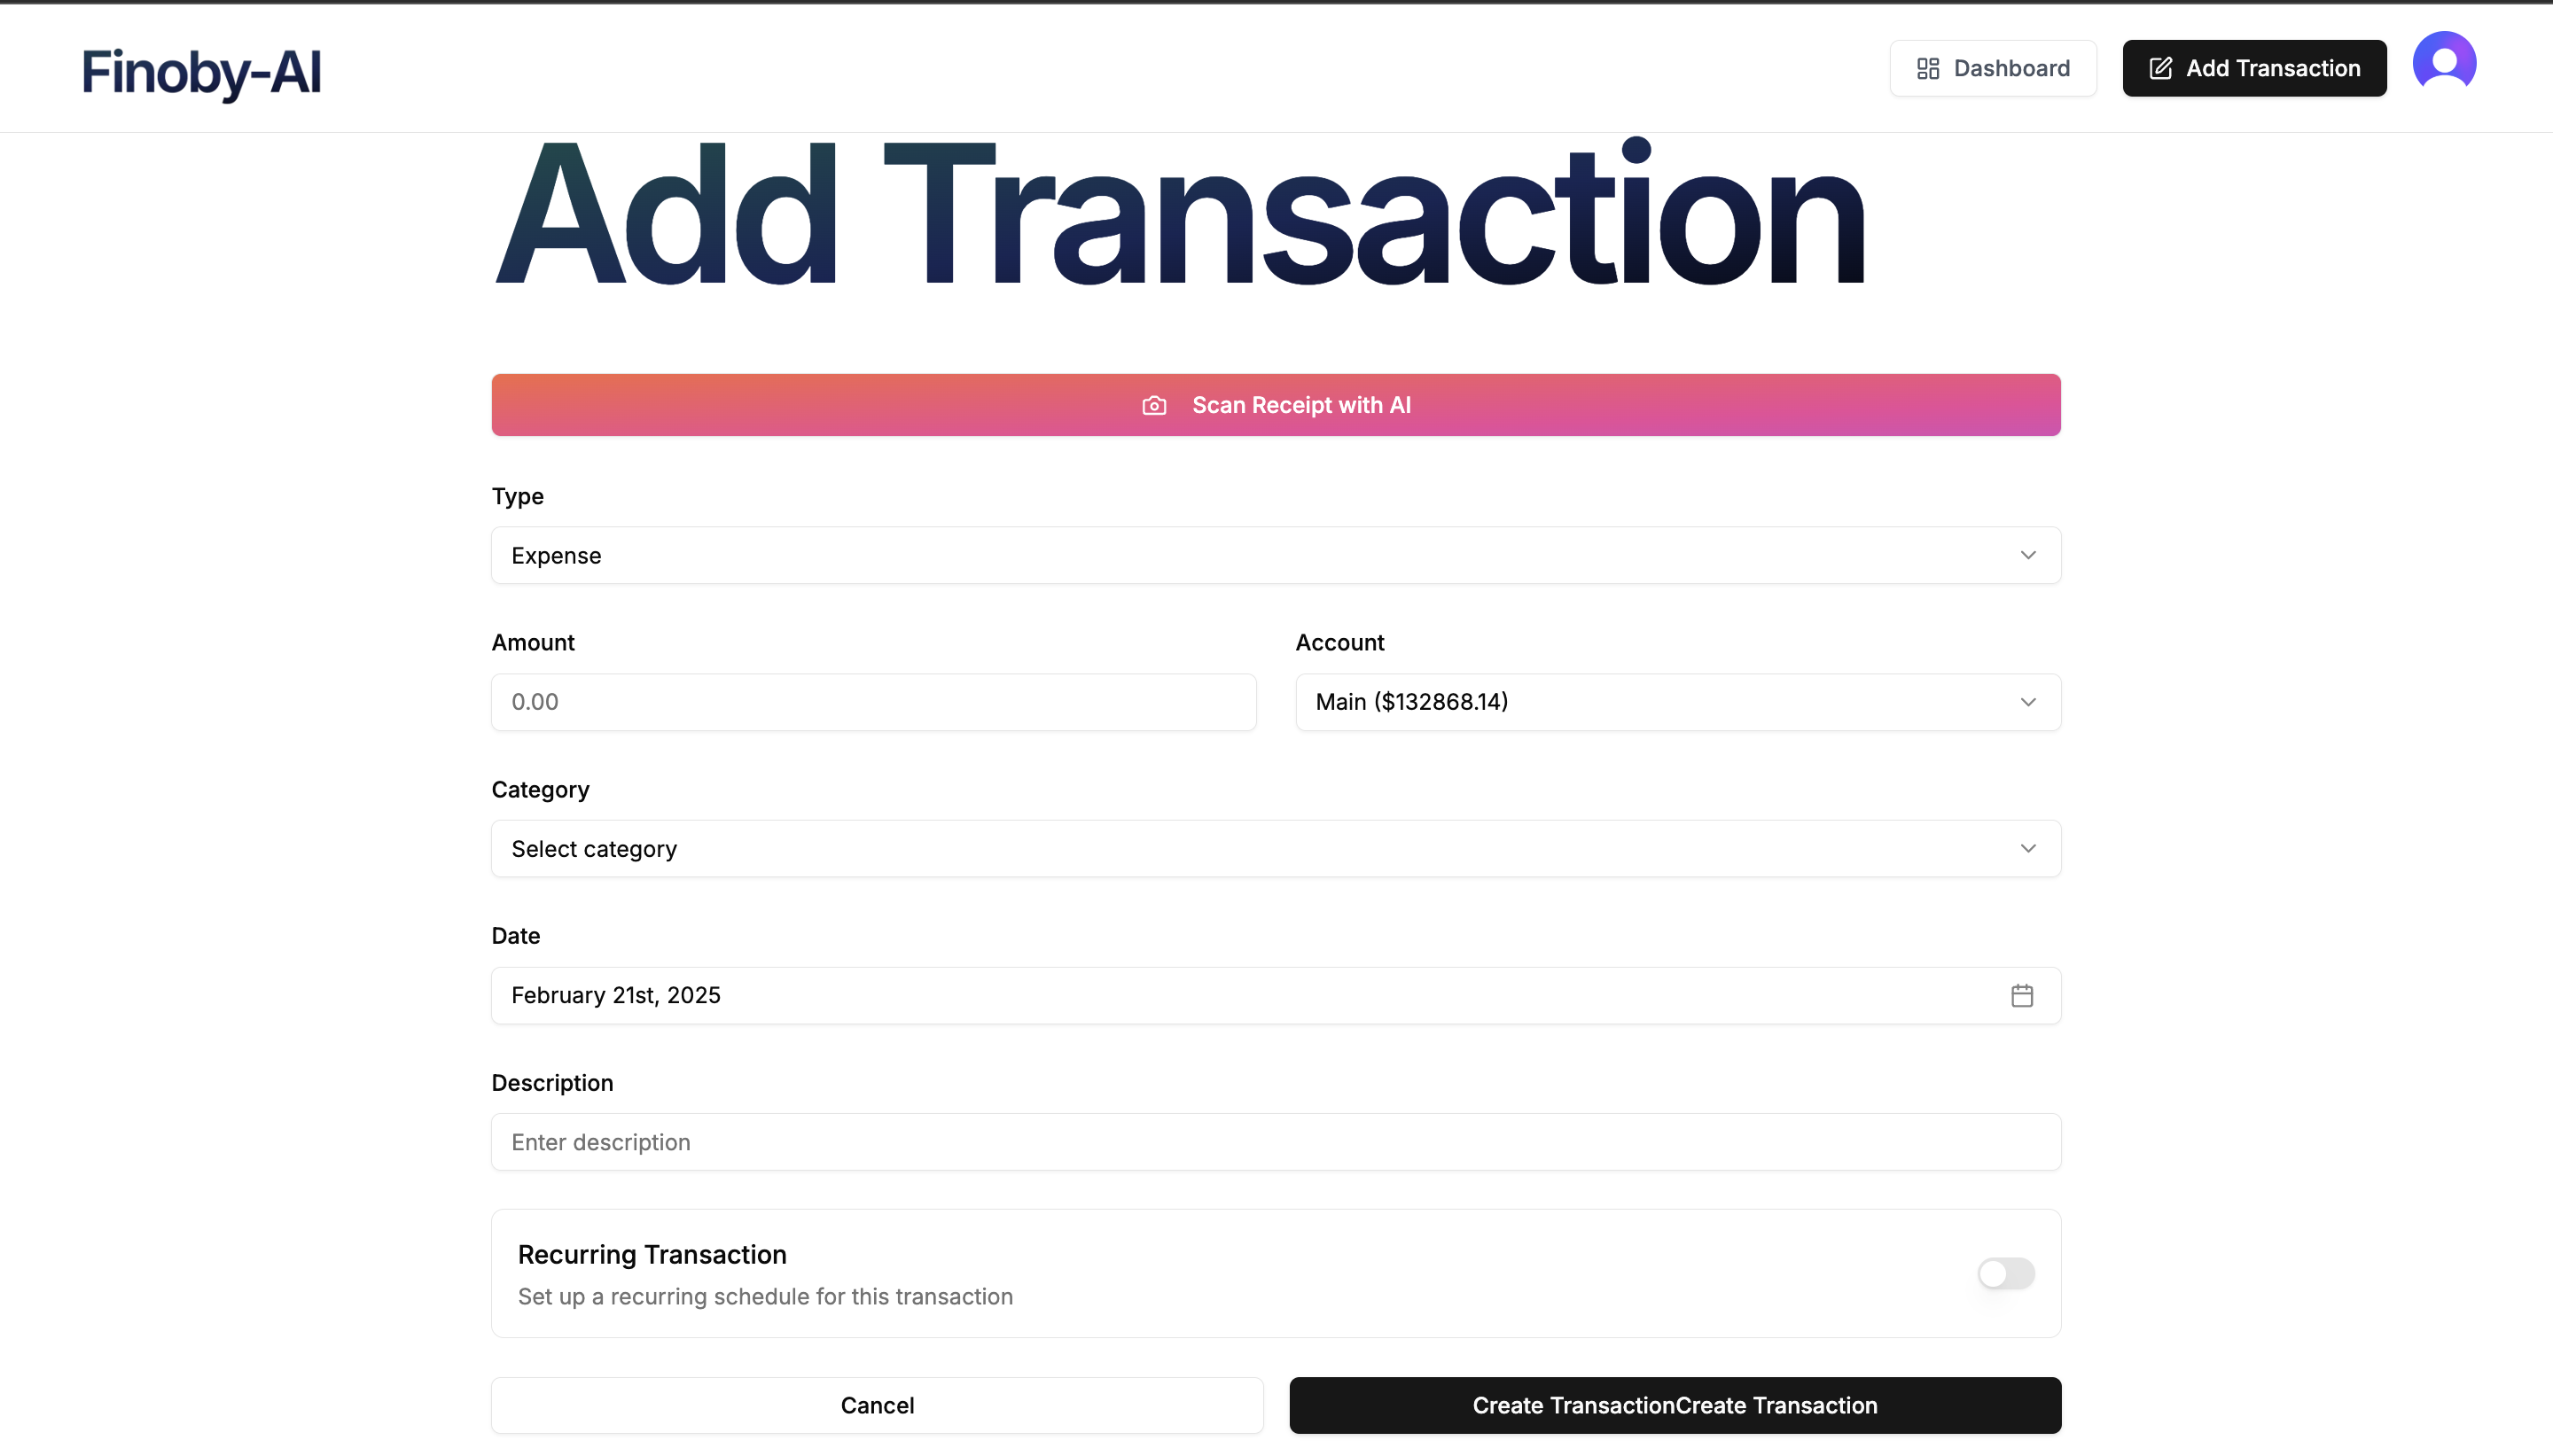 Finoby-AI
Dashboard
Add Transaction
Add Transaction
Scan Receipt with AI
Type
Expense
Amount
Account
0.00
Main ($132868.14)
Category
Select category
Date
February 21st, 2025
Description
Enter description
Recurring Transaction
Set up a recurring schedule for this transaction
Cancel
Create TransactionCreate Transaction